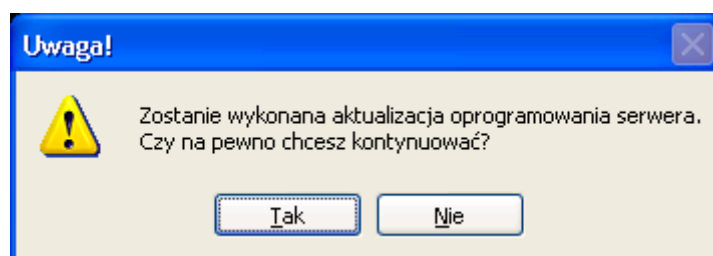 Uwaga!
Zostanie wykonana aktualizacja oprogramowania serwera.
Czy na pewno chcesz kontynuować?
Tak
Nie